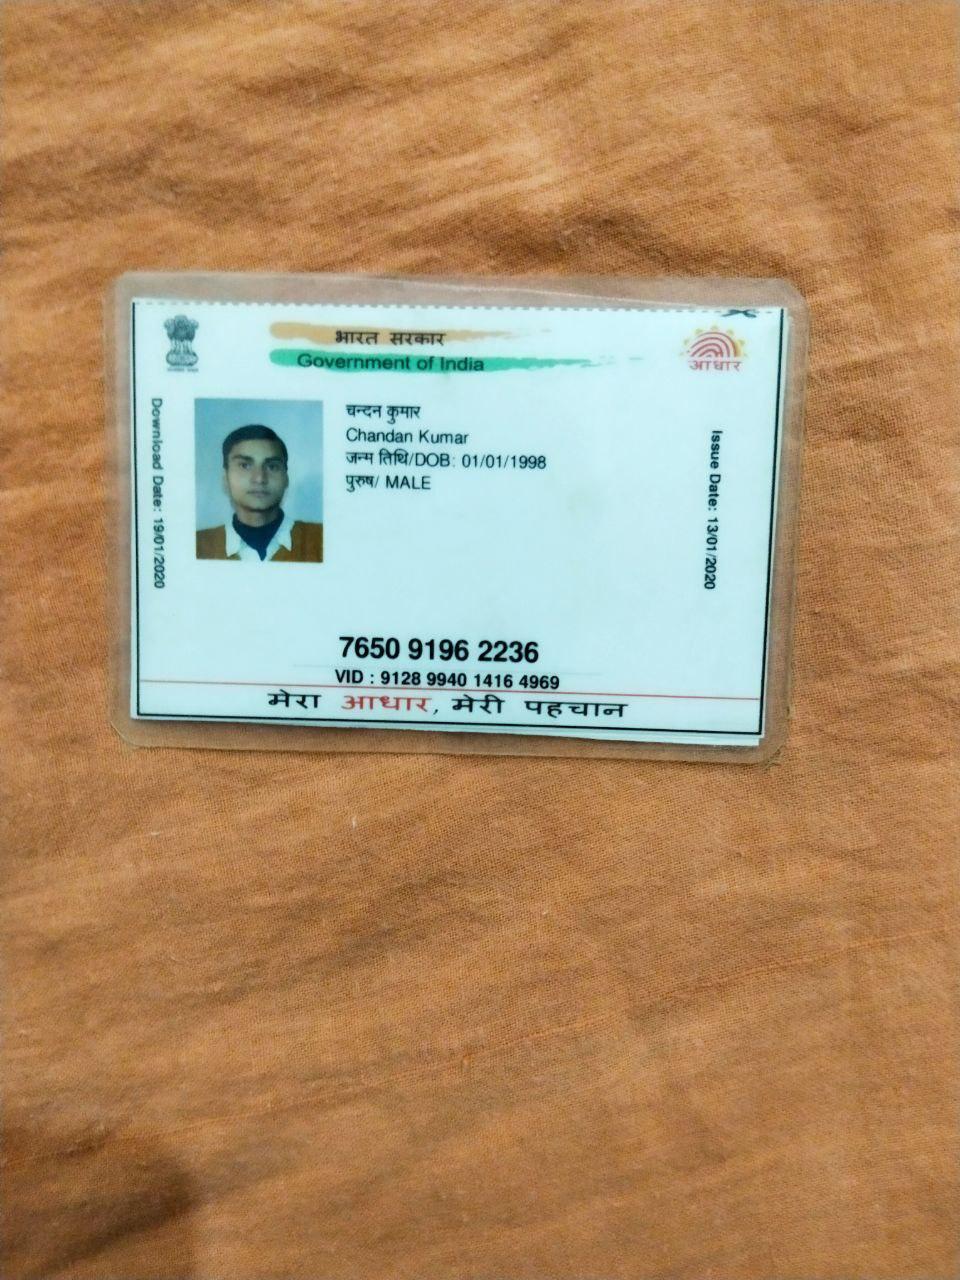 भारत सरकार
Government of India
आधार
Download Date: 19/01/2020
चन्दन कुमार
Chandan Kumar
जन्म तिथि/DOB: 01/01/1998
पुरुष/ MALE
Issue Date: 13/01/2020
7650 9196 2236
VID : 9128 9940 1416 4969
मेरा आधार, मेरी पहचान